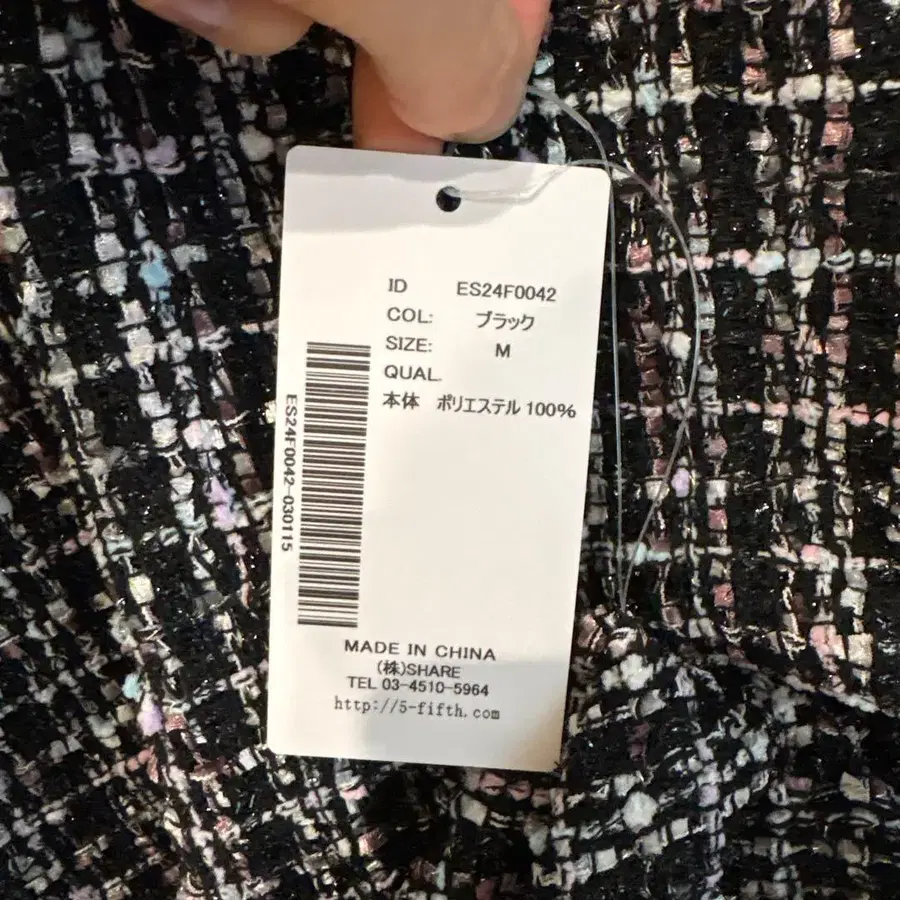 ID ES24F0042
COL: ブラック
SIZE: M
QUAL.
本体 ポリエステル 100%
ES24F0042-030115
MADE IN CHINA
(株)SHARE
TEL 03-4510-5964
http://5-fifth.com